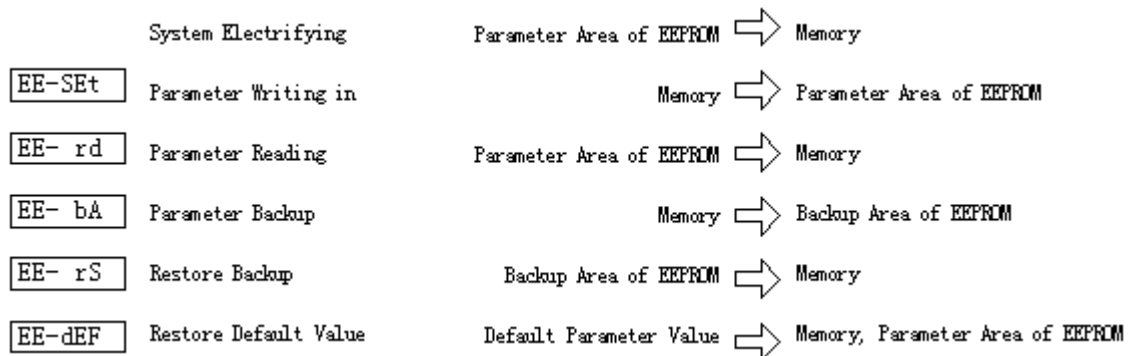 System Electrifying Parameter Area of EEPROM Memory
EE-SEt Parameter Writing in Memory Parameter Area of EEPROM
EE- rd Parameter Reading Parameter Area of EEPROM Memory
EE- bA Parameter Backup Memory Backup Area of EEPROM
EE- rS Restore Backup Backup Area of EEPROM Memory
EE-dEF Restore Default Value Default Parameter Value Memory, Parameter Area of EEPROM